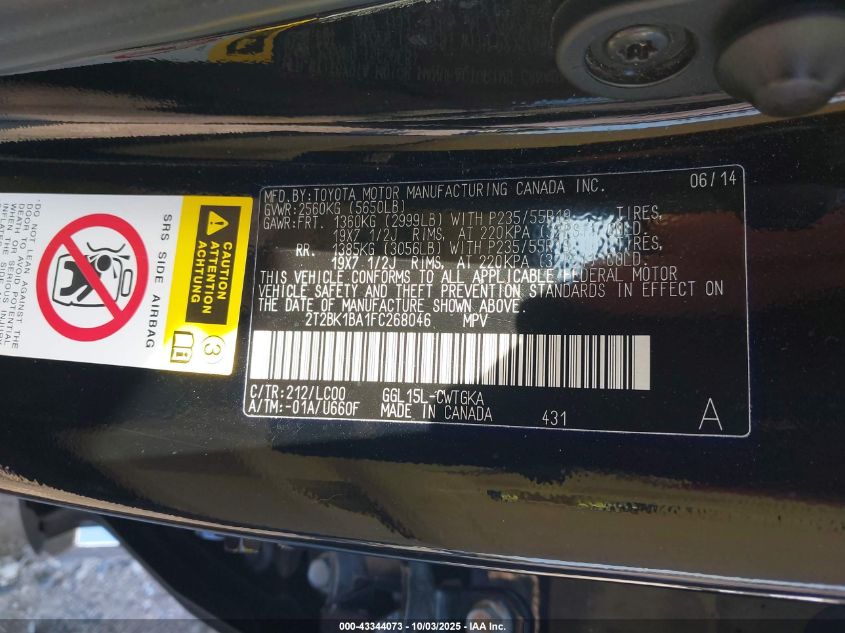 MFD.BY:TOYOTA MOTOR MANUFACTURING CANADA INC. 06/14
GVWR:2560KG (5650LB)
GAWR:FRT. 1360KG (2999LB) WITH P235/55R19 TIRES,
19X7 1/2J RIMS, AT 220KPA COLD.
RR. 1385KG (3056LB) WITH P235/55 TIRES,
19X7 1/2J RIMS, AT 220KPA COLD.
THIS VEHICLE CONFORMS TO ALL APPLICABLE FEDERAL MOTOR
VEHICLE SAFETY AND THEFT PREVENTION STANDARDS IN EFFECT ON
THE DATE OF MANUFACTURE SHOWN ABOVE.
2T2BK1BA1FC268046 MPV
C/TR:212/LC00 GGL15L-CWTGKA
A/TM:-01A/U660F MADE IN CANADA 431 A
SRS SIDE AIRBAG
CAUTION
ATTENTION
ACHTUNG
3
000-43344073 - 10/03/2025 - IAA Inc.